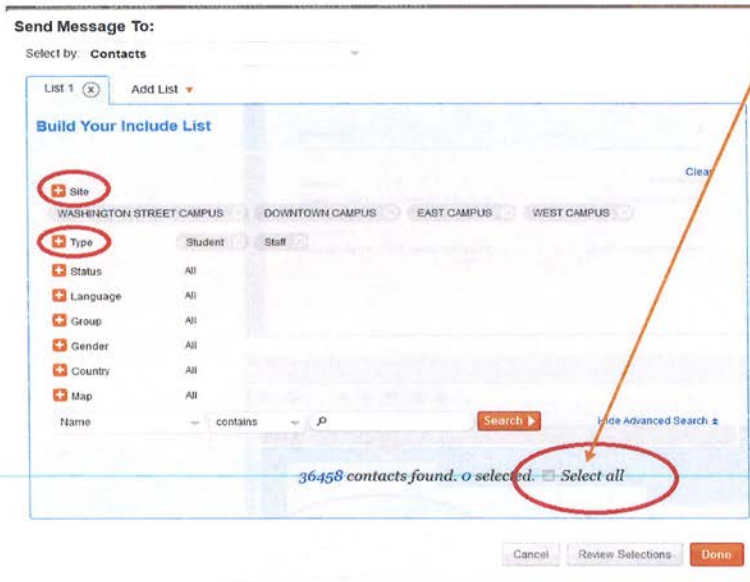 Send Message To:
Select by: Contacts
List 1 Add List
Build Your Include List
Clear
Site
WASHINGTON STREET CAMPUS DOWNTOWN CAMPUS EAST CAMPUS WEST CAMPUS
Type Student Staff
Status All
Language All
Group All
Gender All
Country All
Map All
Name contains Search Hide Advanced Search
36458 contacts found. 0 selected. Select all
Cancel Review Selections Done